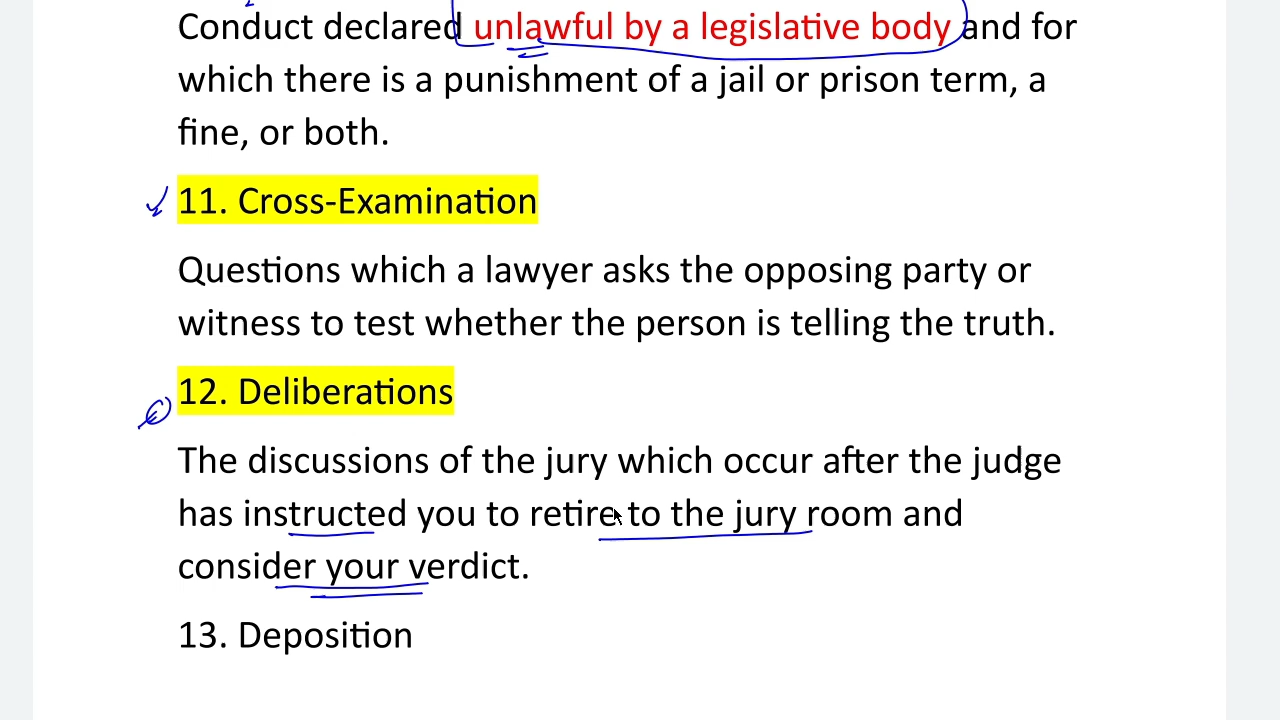 Conduct declared unlawful by a legislative body and for
which there is a punishment of a jail or prison term, a
fine, or both.
11. Cross-Examination
Questions which a lawyer asks the opposing party or
witness to test whether the person is telling the truth.
12. Deliberations
The discussions of the jury which occur after the judge
has instructed you to retire to the jury room and
consider your verdict.
13. Deposition